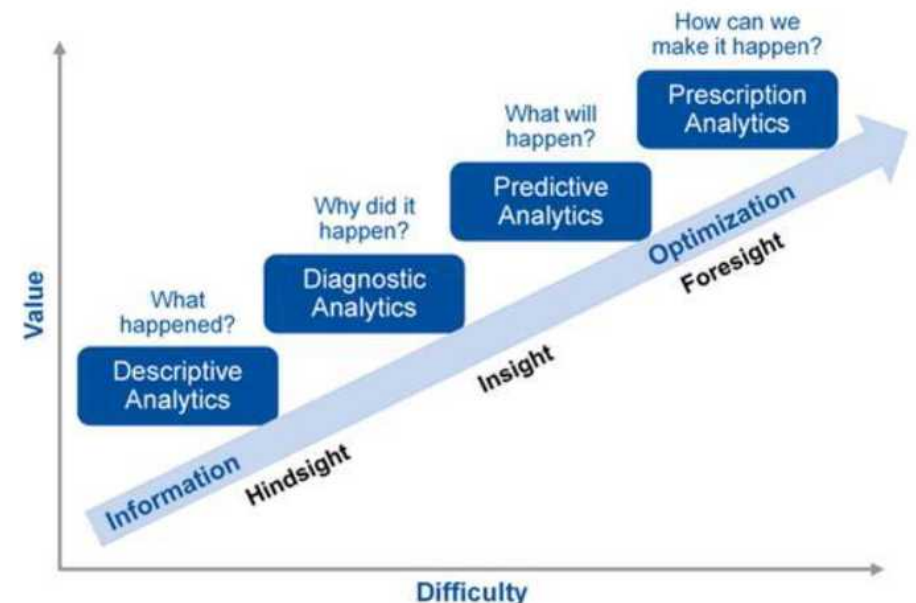 How can we
make it happen?
Prescription
Analytics
What will
happen?
Predictive
Analytics
Why did it
happen?
Diagnostic
Analytics
What
happened?
Descriptive
Analytics
Value
Information
Hindsight
Insight
Optimization
Foresight
Difficulty